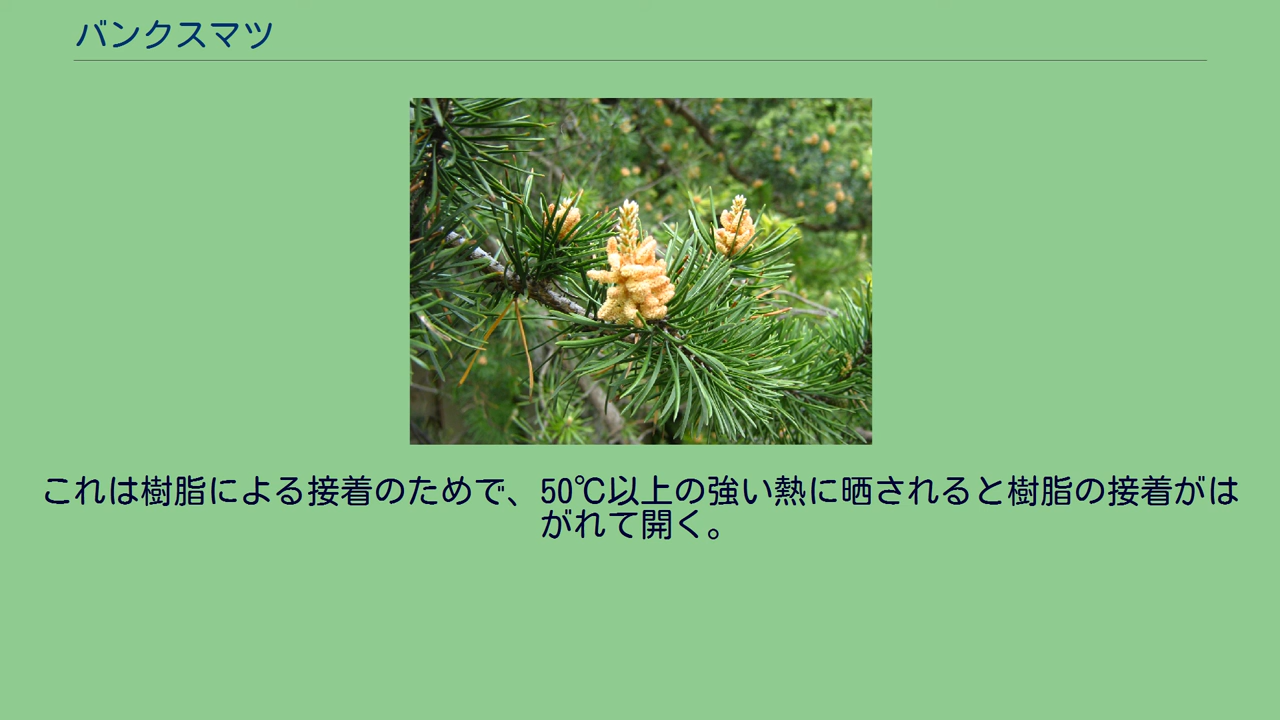 バンクスマツ
これは樹脂による接着のためで、50℃以上の強い熱に晒されると樹脂の接着がは
がれて開く。